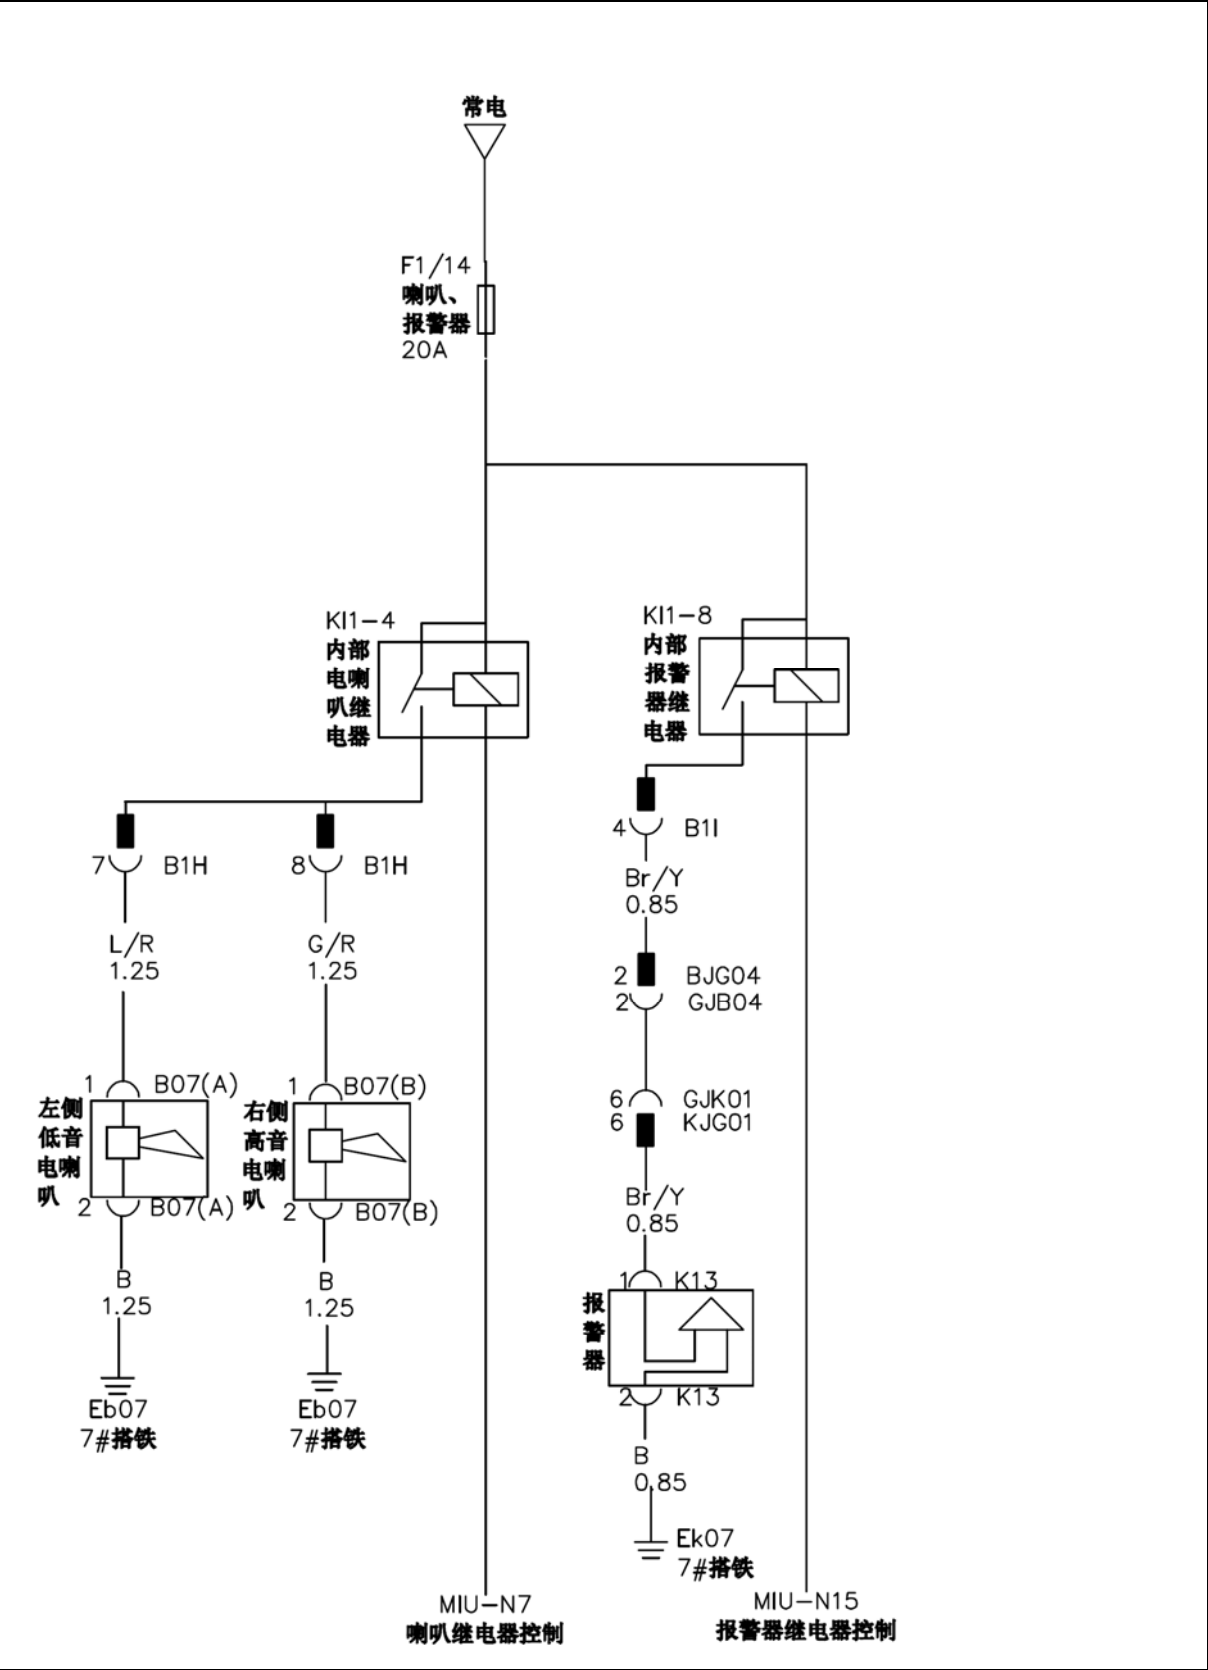 常电
F1/14
喇叭、
报警器
20A
KI1-4
内部
电喇
叭继
电器
KI1-8
内部
报警
器继
电器
4 B1I
7 B1H
8 B1H
Br/Y
0.85
L/R
1.25
G/R
1.25
2 BJG04
2 GJB04
6 GJK01
6 KJG01
1 B07(A)
左侧
低音
电喇
叭
2 B07(A)
1 B07(B)
右侧
高音
电喇
叭
2 B07(B)
Br/Y
0.85
B
1.25
B
1.25
1 K13
报
警
器
2 K13
Eb07
7#搭铁
Eb07
7#搭铁
B
0.85
Ek07
7#搭铁
MIU-N7
喇叭继电器控制
MIU-N15
报警器继电器控制